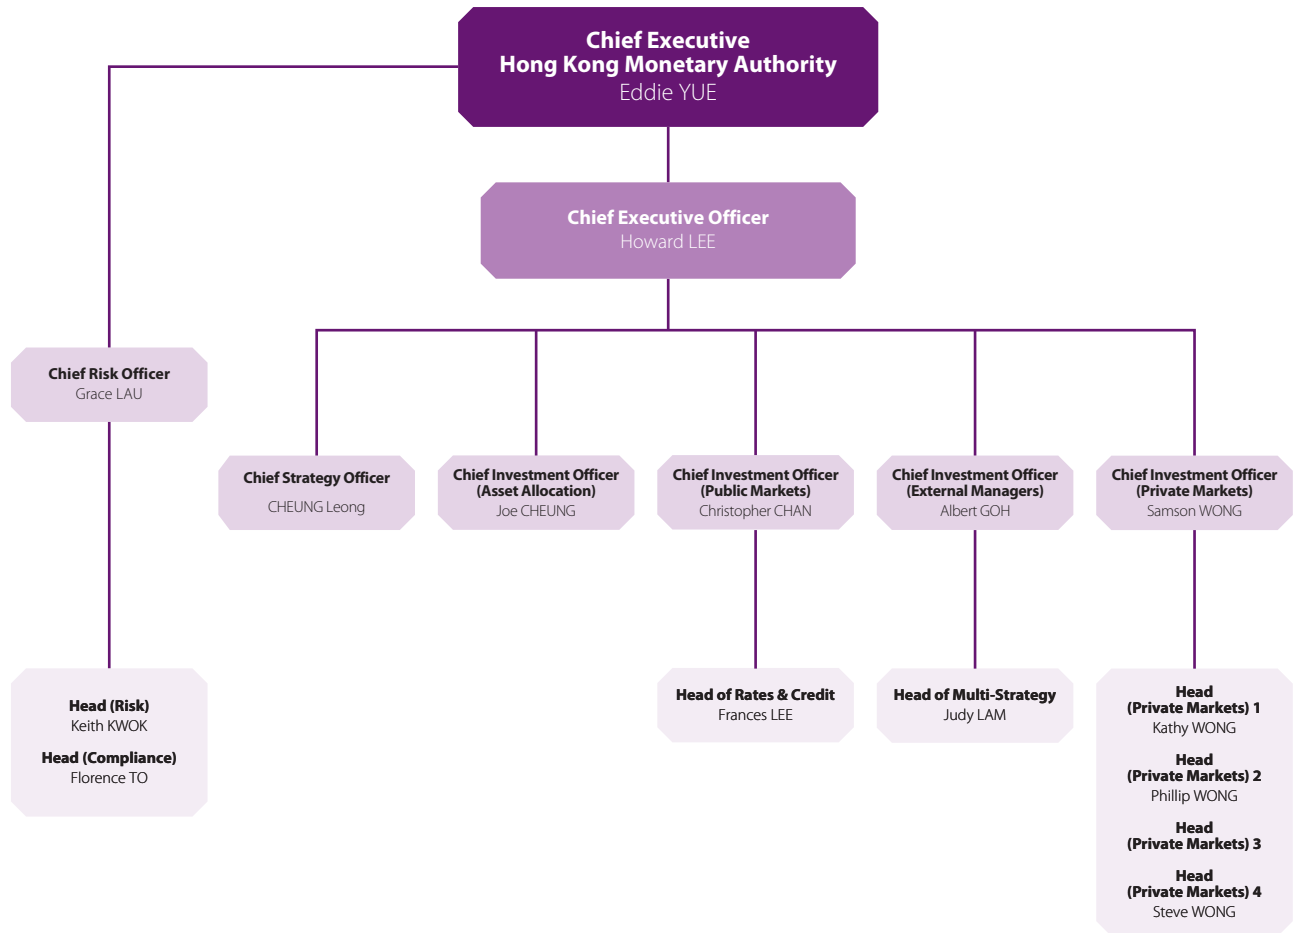 Chief Executive
Hong Kong Monetary Authority
Eddie YUE
Chief Executive Officer
Howard LEE
Chief Risk Officer
Grace LAU
Chief Strategy Officer
CHEUNG Leong
Chief Investment Officer
(Asset Allocation)
Joe CHEUNG
Chief Investment Officer
(Public Markets)
Christopher CHAN
Chief Investment Officer
(External Managers)
Albert GOH
Chief Investment Officer
(Private Markets)
Samson WONG
Head (Risk)
Keith KWOK
Head (Compliance)
Florence TO
Head of Rates & Credit
Frances LEE
Head of Multi-Strategy
Judy LAM
Head
(Private Markets) 1
Kathy WONG
Head
(Private Markets) 2
Phillip WONG
Head
(Private Markets) 3
Head
(Private Markets) 4
Steve WONG